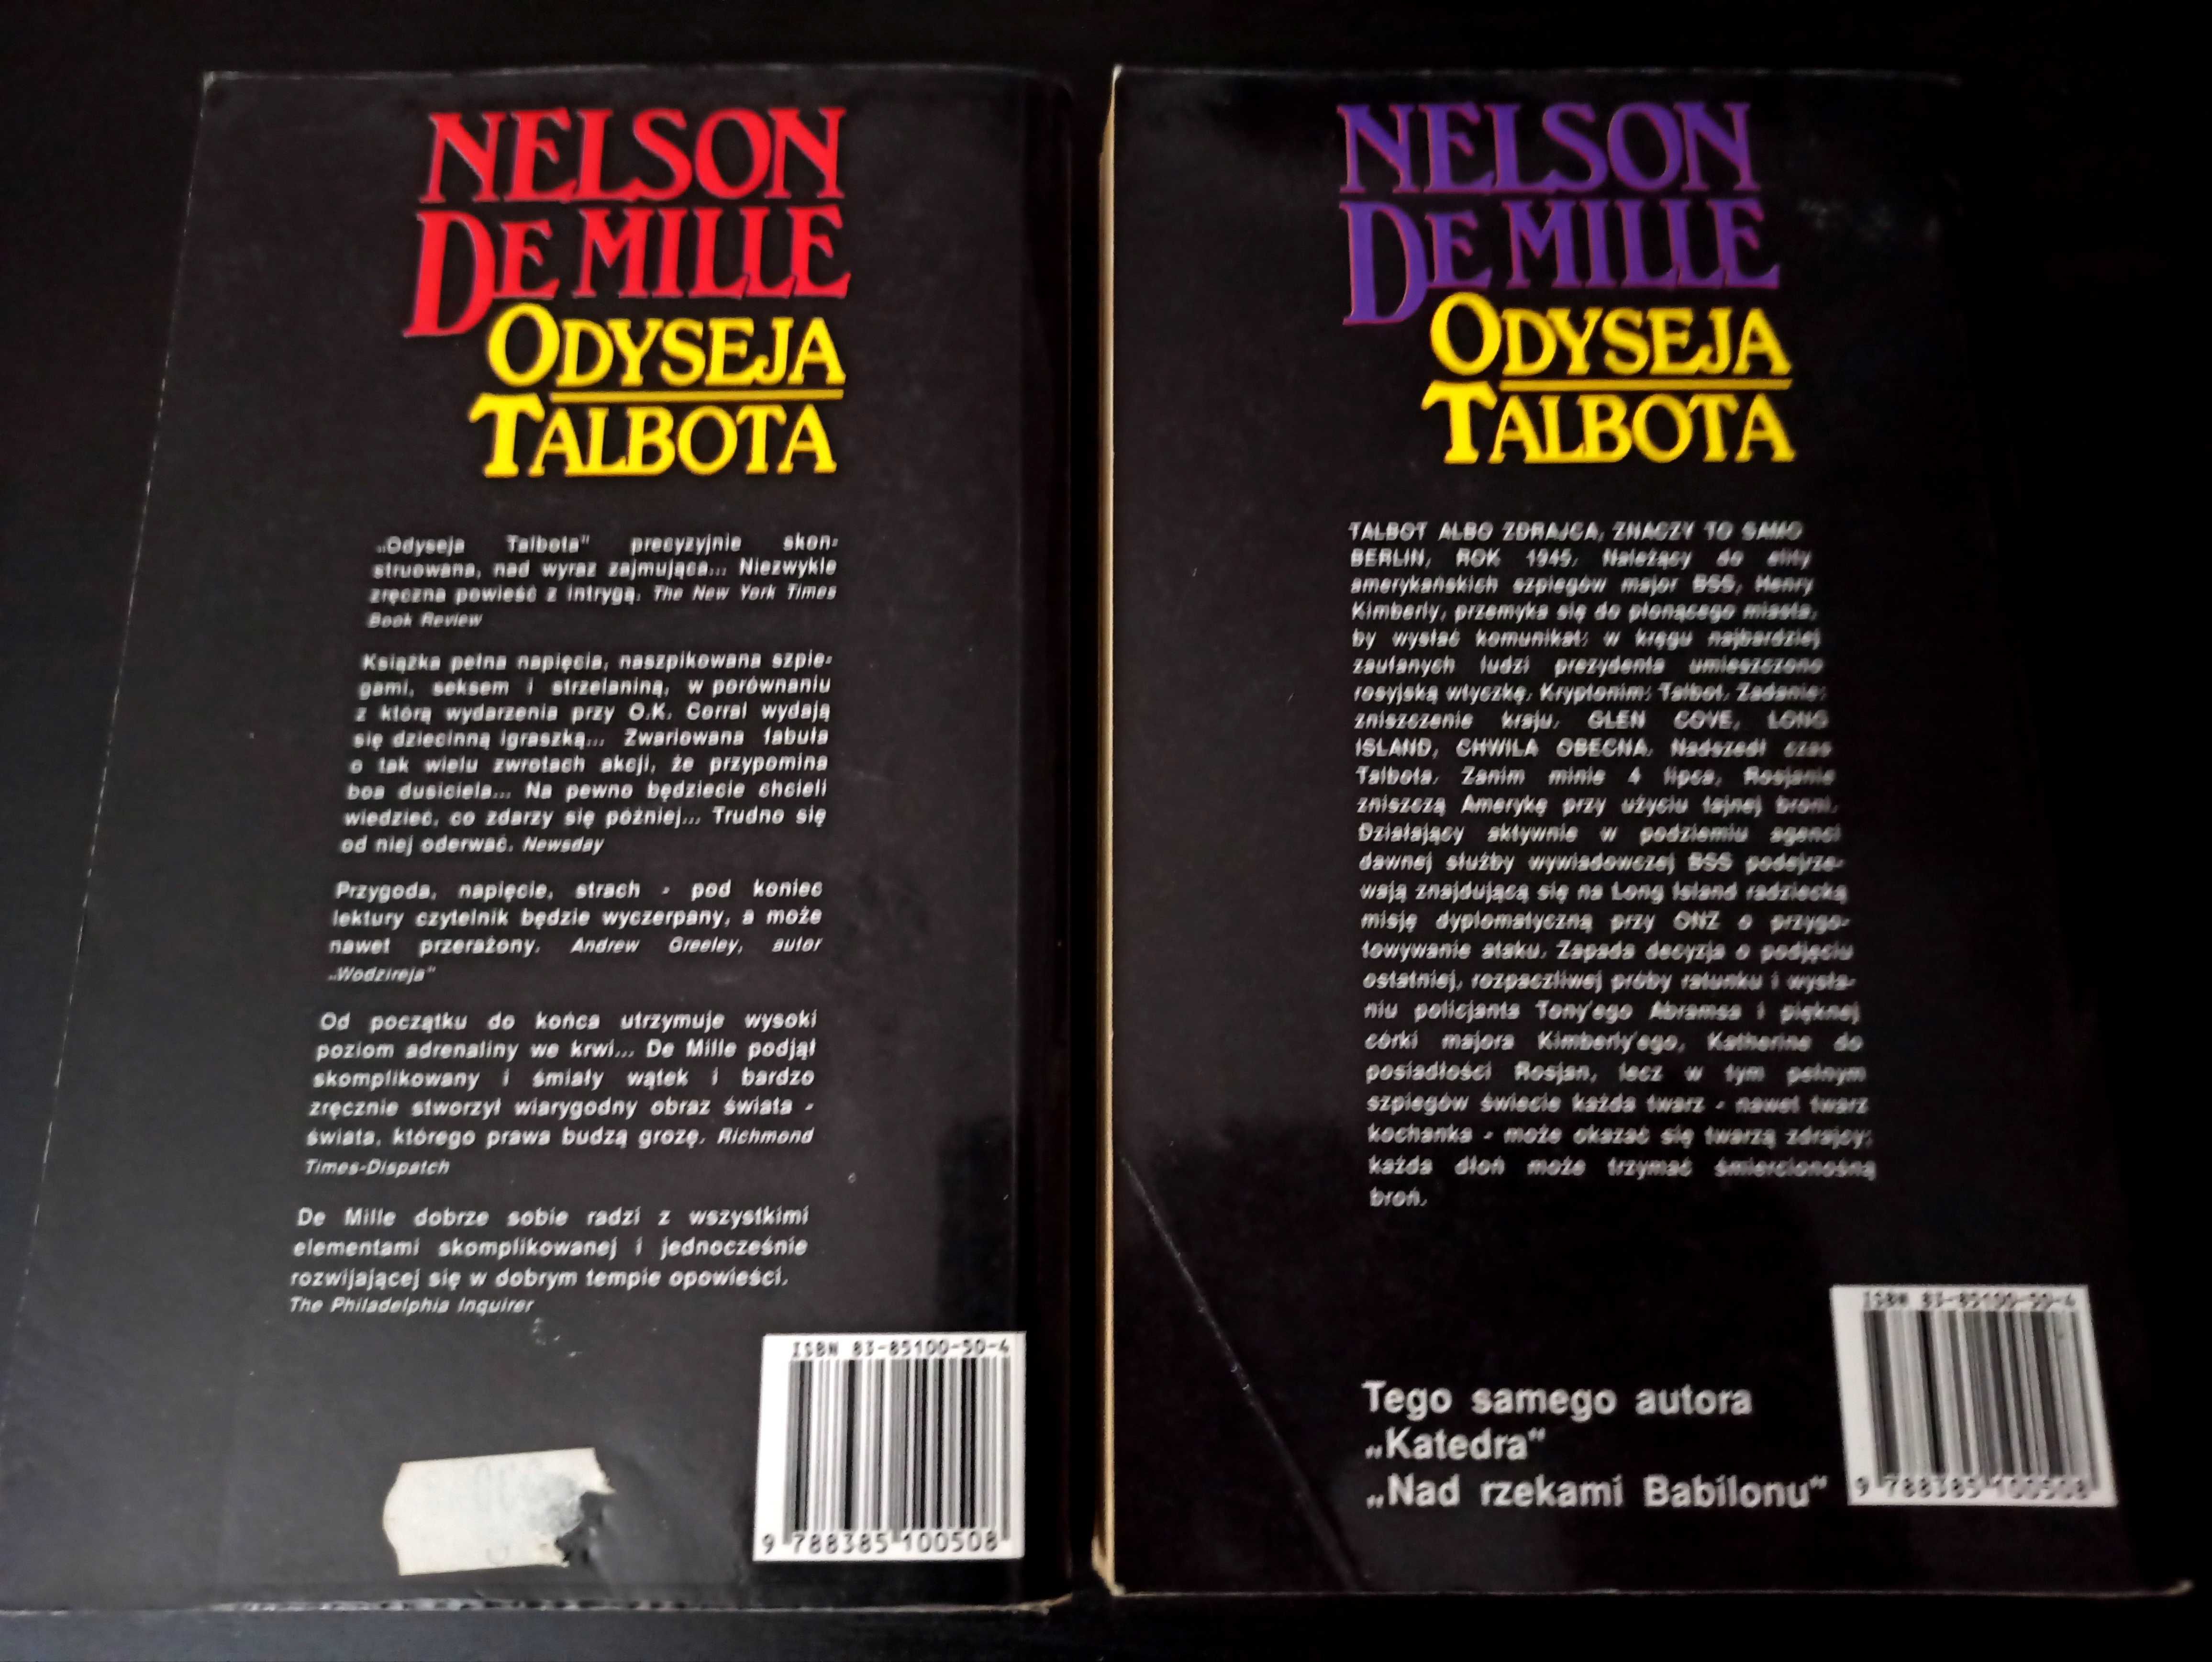 NELSON
DE MILLE
ODYSEJA
TALBOTA
„Odyseja Talbota" precyzyjnie skon-
struowana, nad wyraz zajmująca... Niezwykle
zręczna powieść z intrygą. The New York Times
Book Review
Książka pełna napięcia, naszpikowana szpie-
gami, seksem i strzelaniną, w porównaniu
z którą wydarzenia przy O.K. Corral wydają
się dziecinną igraszką... Zwariowana fabuła
o tak wielu zwrotach akcji, że przypomina
boa dusiciela... Na pewno będziecie chcieli
wiedzieć, co zdarzy się później... Trudno się
od niej oderwać. Newsday
Przygoda, napięcie, strach - pod koniec
lektury czytelnik będzie wyczerpany, a może
nawet przerażony. Andrew Greeley, autor
„Wodzireja"
Od początku do końca utrzymuje wysoki
poziom adrenaliny we krwi... De Mille podjął
skomplikowany i śmiały wątek i bardzo
zręcznie stworzył wiarygodny obraz świata -
świata, którego prawa budzą grozę. Richmond
Times-Dispatch
De Mille dobrze sobie radzi z wszystkimi
elementami skomplikowanej i jednocześnie
rozwijającej się w dobrym tempie opowieści.
The Philadelphia Inquirer
ISBN 83-85100-50-4
9 788385 100508
NELSON
DE MILLE
ODYSEJA
TALBOTA
TALBOT ALBO ZDRAJCA, ZNACZY TO SAMO
BERLIN, ROK 1945. Należący do elity
amerykańskich szpiegów major BSS, Henry
Kimberly, przemyka się do płonącego miasta,
by wysłać komunikat: w kręgu najbardziej
zaufanych ludzi prezydenta umieszczono
rosyjską wtyczkę. Kryptonim: Talbot. Zadanie:
zniszczenie kraju. GLEN COVE, LONG
ISLAND, CHWILA OBECNA. Nadszedł czas
Talbota. Zanim minie 4 lipca, Rosjanie
zniszczą Amerykę przy użyciu tajnej broni.
Działający aktywnie w podziemiu agenci
dawnej służby wywiadowczej BSS podejrze-
wają znajdującą się na Long Island radziecką
misję dyplomatyczną przy ONZ o przygo-
towywanie ataku. Zapada decyzja o podjęciu
ostatniej, rozpaczliwej próby ratunku i wysła-
niu policjanta Tony'ego Abramsa i pięknej
córki majora Kimberly'ego, Katherine do
posiadłości Rosjan, lecz w tym pełnym
szpiegów świecie każda twarz - nawet twarz
kochanka - może okazać się twarzą zdrajcy;
każda dłoń może trzymać śmiercionośną
broń.
Tego samego autora
„Katedra"
„Nad rzekami Babilonu"
ISBN 83-85100-50-4
9 788385 100508